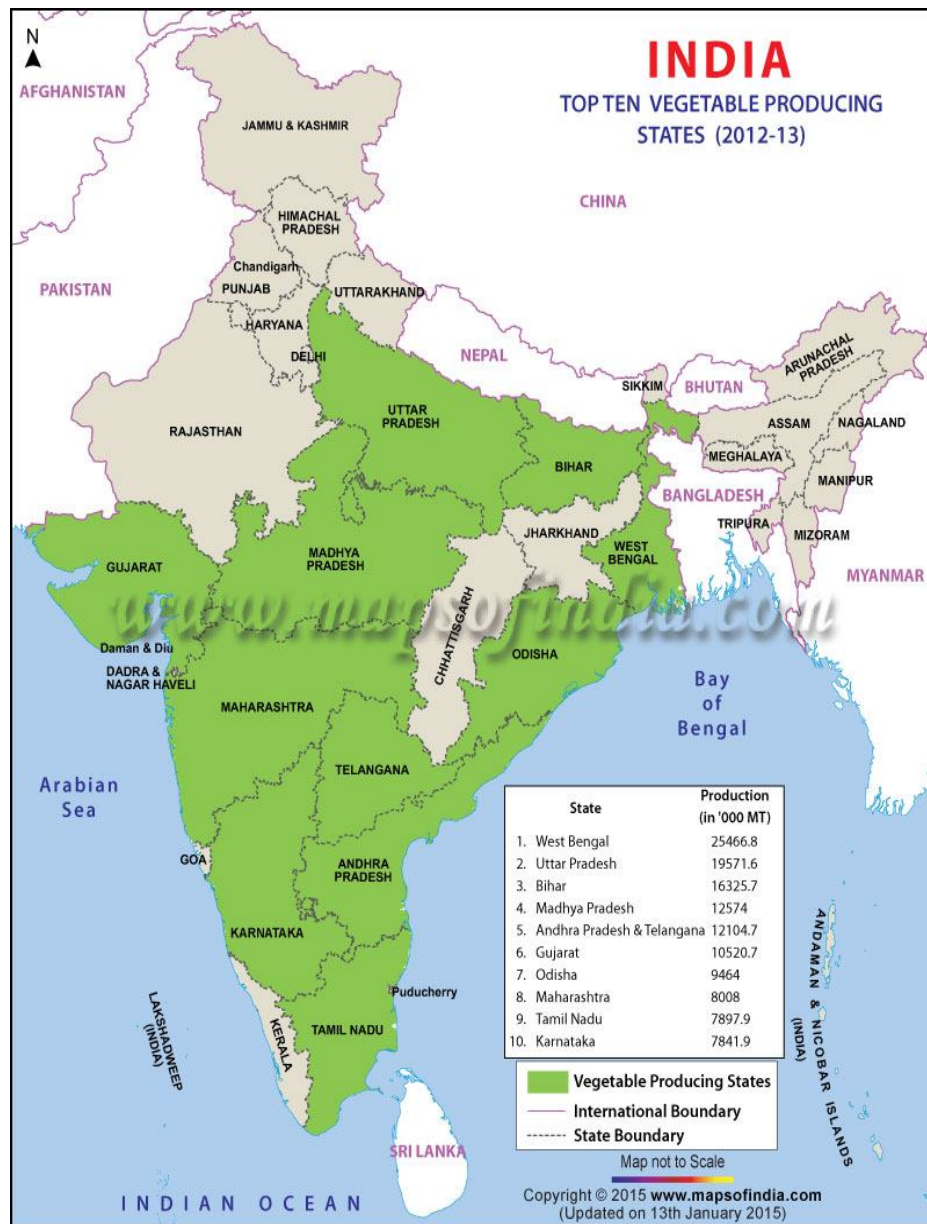 N
INDIA
TOP TEN VEGETABLE PRODUCING
STATES (2012-13)
AFGHANISTAN
JAMMU & KASHMIR
CHINA
HIMACHAL
PRADESH
Chandigarh
PUNJAB
PAKISTAN
UTTARAKHAND
HARYANA
DELHI
NEPAL
SIKKIM
BHUTAN
ARUNACHAL
PRADESH
RAJASTHAN
UTTAR
PRADESH
ASSAM
NAGALAND
MEGHALAYA
BIHAR
MANIPUR
BANGLADESH
TRIPURA
MIZORAM
JHARKHAND
WEST
BENGAL
GUJARAT
MADHYA
PRADESH
MYANMAR
www.mapsofindia.com
CHHATTISGARH
Daman & Diu
DADRA &
NAGAR HAVELI
ODISHA
MAHARASHTRA
Bay
of
Bengal
TELANGANA
Arabian
Sea
GOA
ANDHRA
PRADESH
KARNATAKA
Puducherry
LAKSHADWEEP
(INDIA)
KERALA
TAMIL NADU
ANDAMAN & NICOBAR ISLANDS
(INDIA)
SRI LANKA
INDIAN OCEAN
State Production
(in '000 MT)
1. West Bengal 25466.8
2. Uttar Pradesh 19571.6
3. Bihar 16325.7
4. Madhya Pradesh 12574
5. Andhra Pradesh & Telangana 12104.7
6. Gujarat 10520.7
7. Odisha 9464
8. Maharashtra 8008
9. Tamil Nadu 7897.9
10. Karnataka 7841.9
Vegetable Producing States
International Boundary
State Boundary
Map not to Scale
Copyright © 2015 www.mapsofindia.com
(Updated on 13th January 2015)